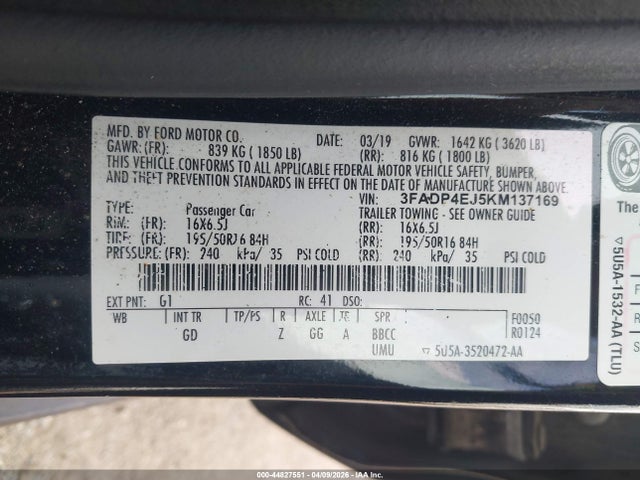 MFD. BY FORD MOTOR CO. 03/19 GVWR: 1642 KG ( 3620 LB)
GAWR: (FR): 839 KG ( 1850 LB) (RR): 816 KG ( 1800 LB)
THIS VEHICLE CONFORMS TO ALL APPLICABLE FEDERAL MOTOR VEHICLE SAFETY, BUMPER,
AND THEFT PREVENTION STANDARDS IN EFFECT ON THE DATE OF MANUFACTURE SHOWN ABOVE.
VIN: 3FADP4EJ5KM137169
TYPE: Passenger Car TRAILER TOWING - SEE OWNER GUIDE
RIM: (FR) 16X6.5J (RR): 16X6.5J
TIRE: (FR) 195/50R16 84H (RR): 195/50R16 84H
PRESSURE: (FR) 240 kPa/ 35 PSI COLD (RR) 240 kPa/ 35 PSI COLD
EXT PNT: G1 RC: 41 DSO:
WB INT TR TP/PS R AXLE TR SPR F00S0
GD Z GG A BBCC R0124
UMU ▽ 5U5A-3520472-AA
▽ 5U5A-1532-AA (TLU)
000-44827551 - 04/09/2026 - IAA Inc.